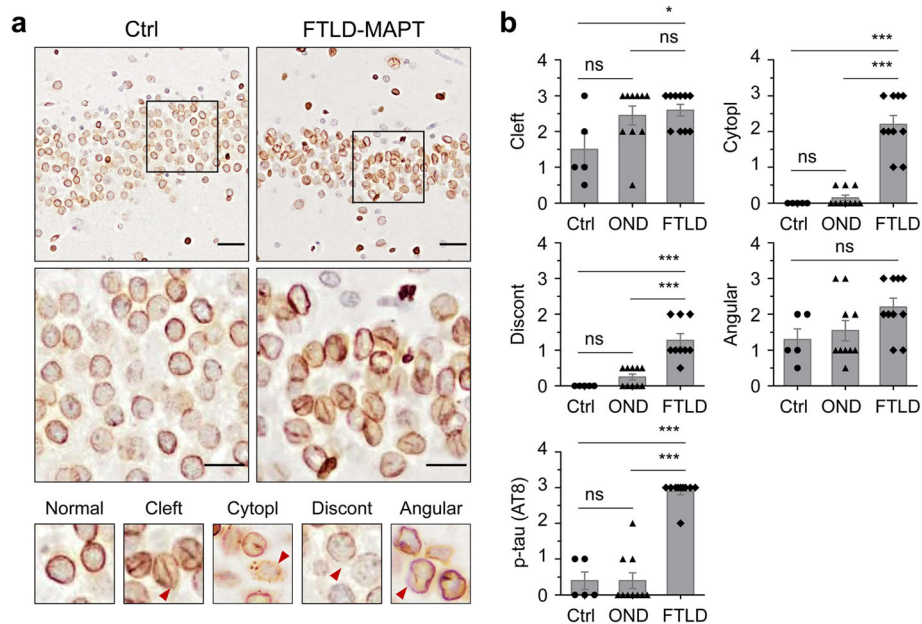 a
Ctrl
FTLD-MAPT
Normal
Cleft
Cytopl
Discont
Angular
b
Cleft
4
3
2
1
0
*
ns
ns
Ctrl
OND
FTLD
Cytopl
4
3
2
1
0
***
***
ns
Ctrl
OND
FTLD
Discont
4
3
2
1
0
***
***
ns
Ctrl
OND
FTLD
Angular
4
3
2
1
0
ns
Ctrl
OND
FTLD
p-tau (AT8)
4
3
2
1
0
***
***
ns
Ctrl
OND
FTLD